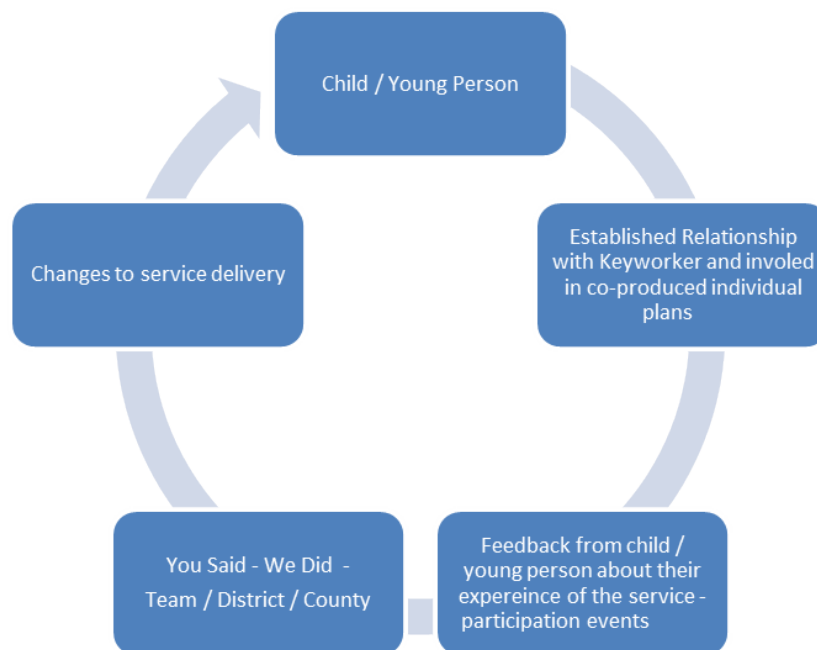 Child / Young Person
Established Relationship
with Keyworker and involed
in co-produced individual
plans
Feedback from child /
young person about their
expereince of the service -
participation events
You Said - We Did -
Team / District / County
Changes to service delivery